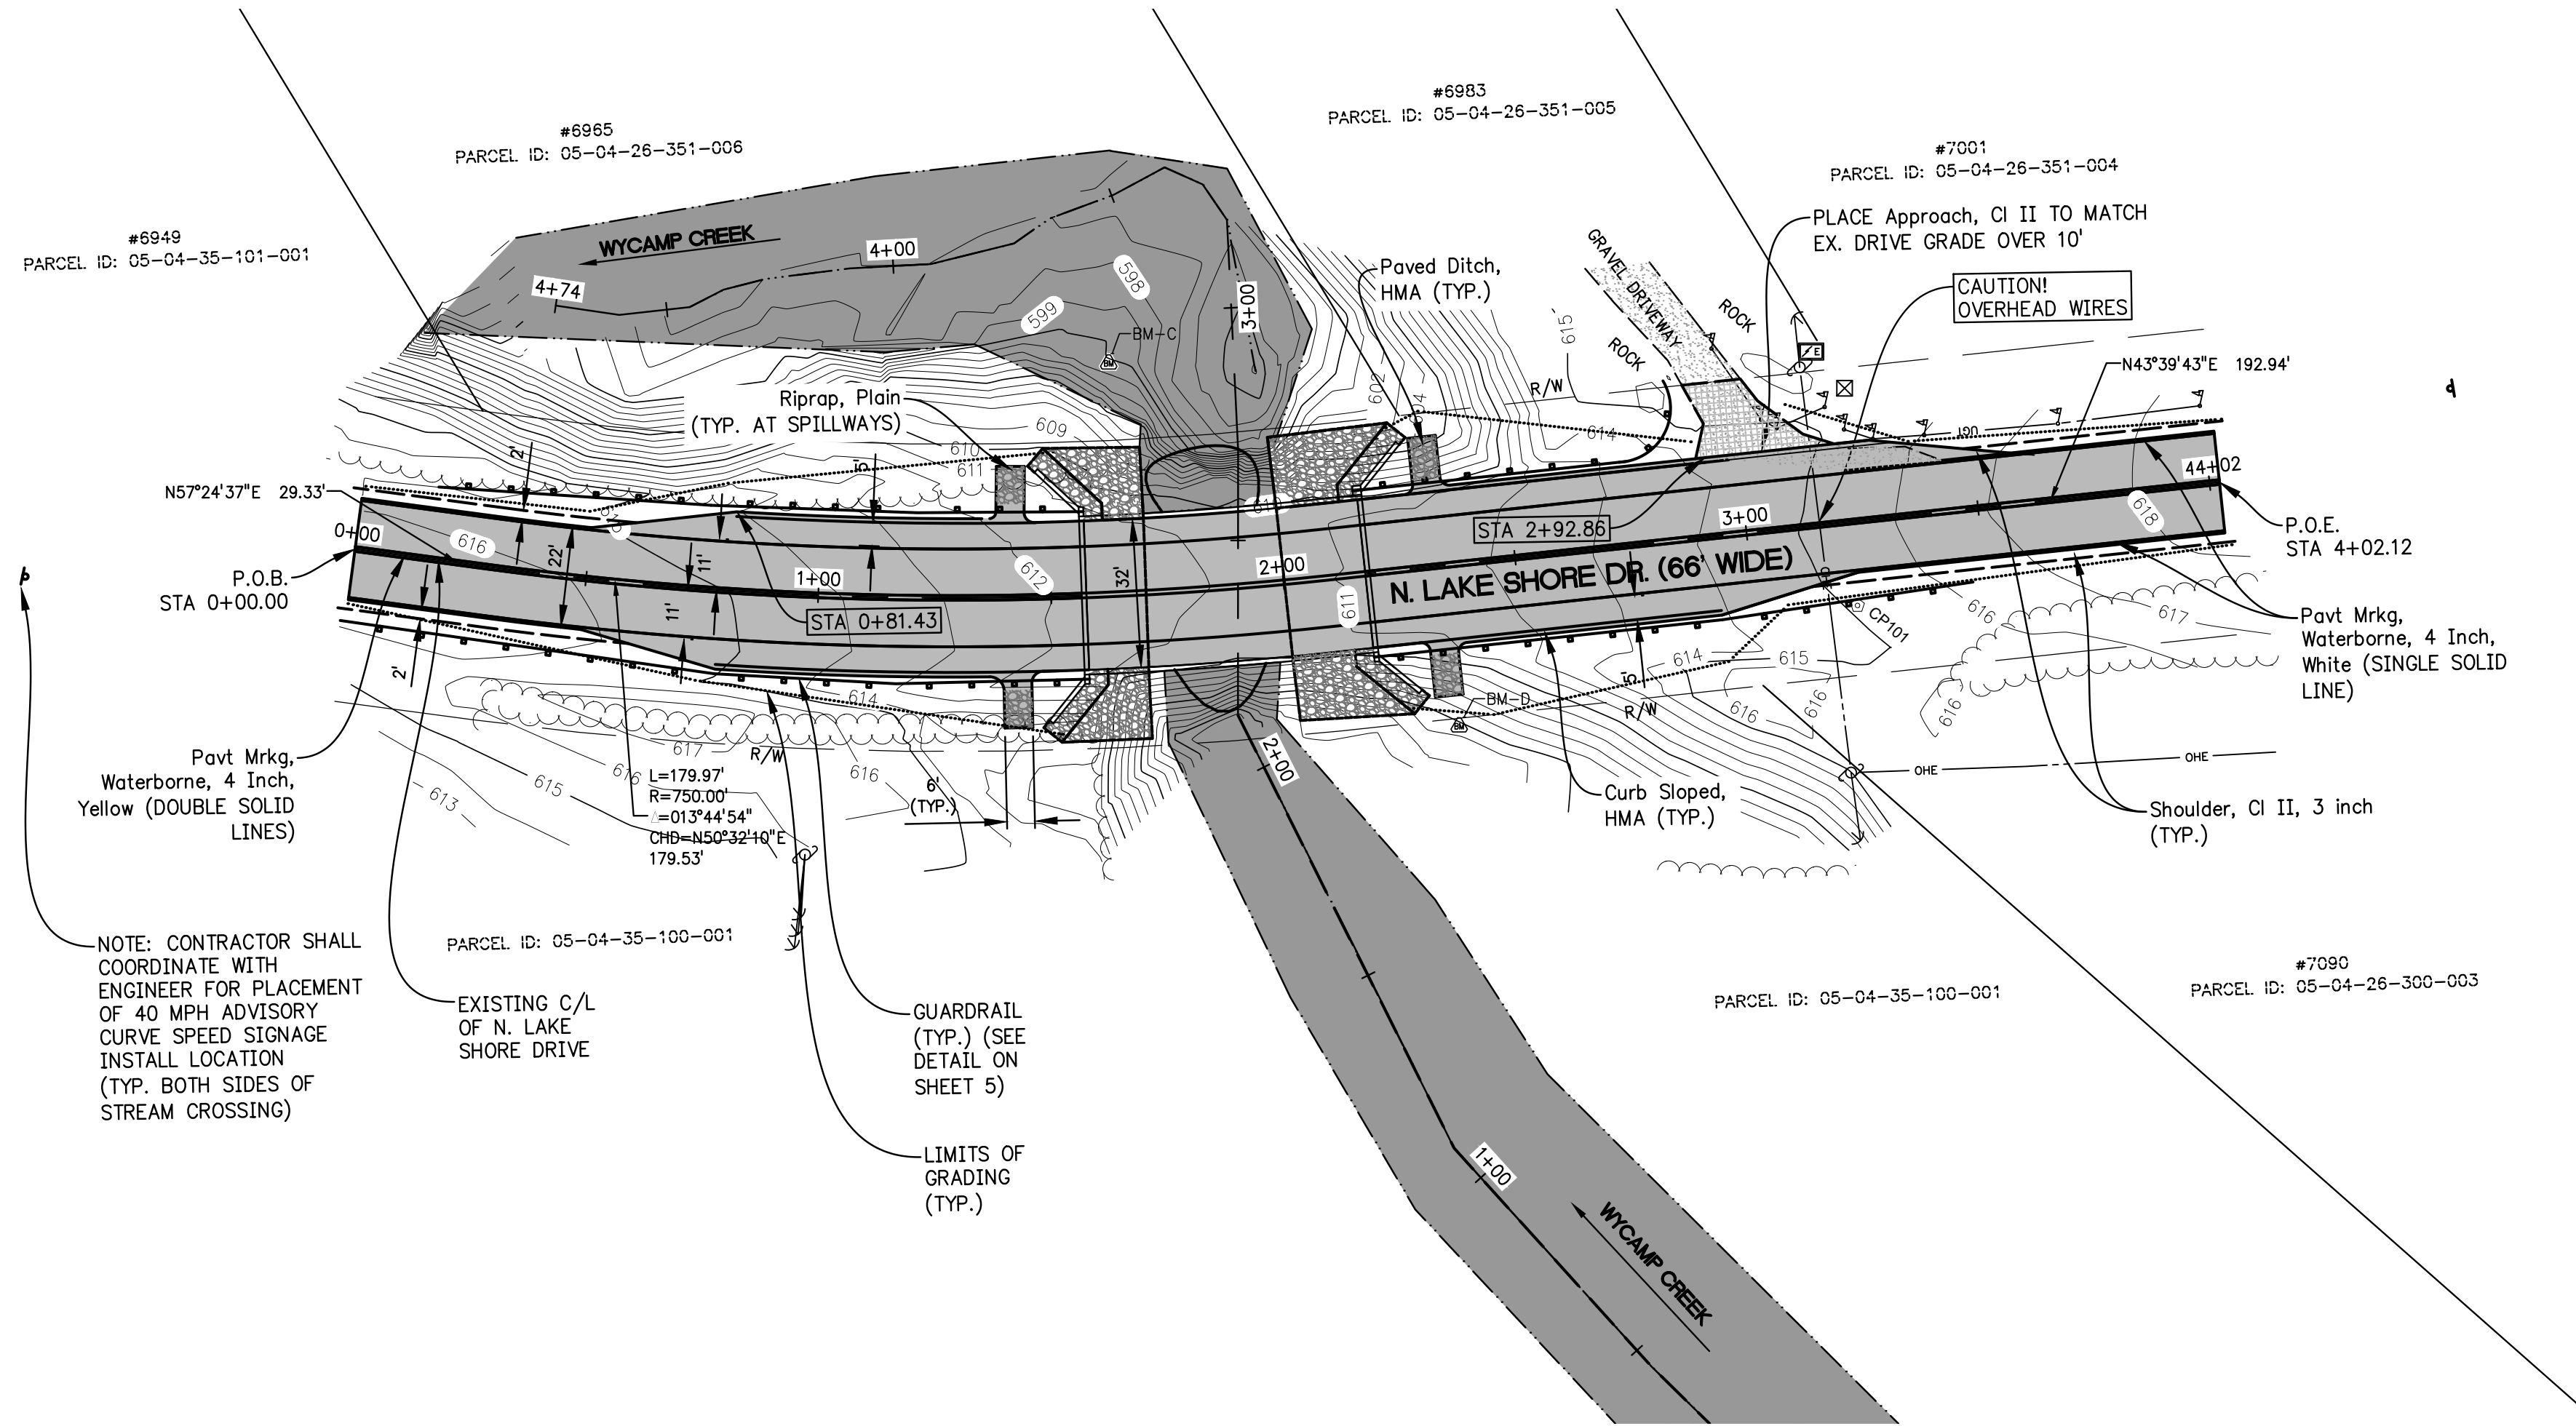 #6949
PARCEL ID: 05-04-35-101-001
#6965
PARCEL ID: 05-04-26-351-006
#6983
PARCEL ID: 05-04-26-351-005
#7001
PARCEL ID: 05-04-26-351-004
PLACE Approach, Cl II TO MATCH
EX. DRIVE GRADE OVER 10'
CAUTION!
OVERHEAD WIRES
N43°39'43"E 192.94'
WYCAMP CREEK
4+74
4+00
3+00
598
599
BM-C
BM
Paved Ditch,
HMA (TYP.)
GRAVEL DRIVEWAY
ROCK
ROCK
R/W
615
602
604
614
E
UGT
Riprap, Plain
(TYP. AT SPILLWAYS)
609
610
611
N57°24'37"E 29.33'
2'
5'
0+00
616
22'
11'
11'
2'
1+00
STA 0+81.43
612
32'
2+00
611
STA 2+92.86
3+00
N. LAKE SHORE DR. (66' WIDE)
44+02
618
P.O.B.
STA 0+00.00
P.O.E.
STA 4+02.12
Pavt Mrkg,
Waterborne, 4 Inch,
White (SINGLE SOLID
LINE)
CP101
616
617
614
615
616
616
616
5'
R/W
BM-D
BM
OHE
OHE
Pavt Mrkg,
Waterborne, 4 Inch,
Yellow (DOUBLE SOLID
LINES)
613
615
616
617
R/W
614
616
L=179.97'
R=750.00'
△=013°44'54"
CHD=N50°32'10"E
179.53'
6'
(TYP.)
2+00
Curb Sloped,
HMA (TYP.)
Shoulder, Cl II, 3 inch
(TYP.)
NOTE: CONTRACTOR SHALL
COORDINATE WITH
ENGINEER FOR PLACEMENT
OF 40 MPH ADVISORY
CURVE SPEED SIGNAGE
INSTALL LOCATION
(TYP. BOTH SIDES OF
STREAM CROSSING)
PARCEL ID: 05-04-35-100-001
EXISTING C/L
OF N. LAKE
SHORE DRIVE
GUARDRAIL
(TYP.) (SEE
DETAIL ON
SHEET 5)
LIMITS OF
GRADING
(TYP.)
PARCEL ID: 05-04-35-100-001
#7090
PARCEL ID: 05-04-26-300-003
1+00
WYCAMP CREEK